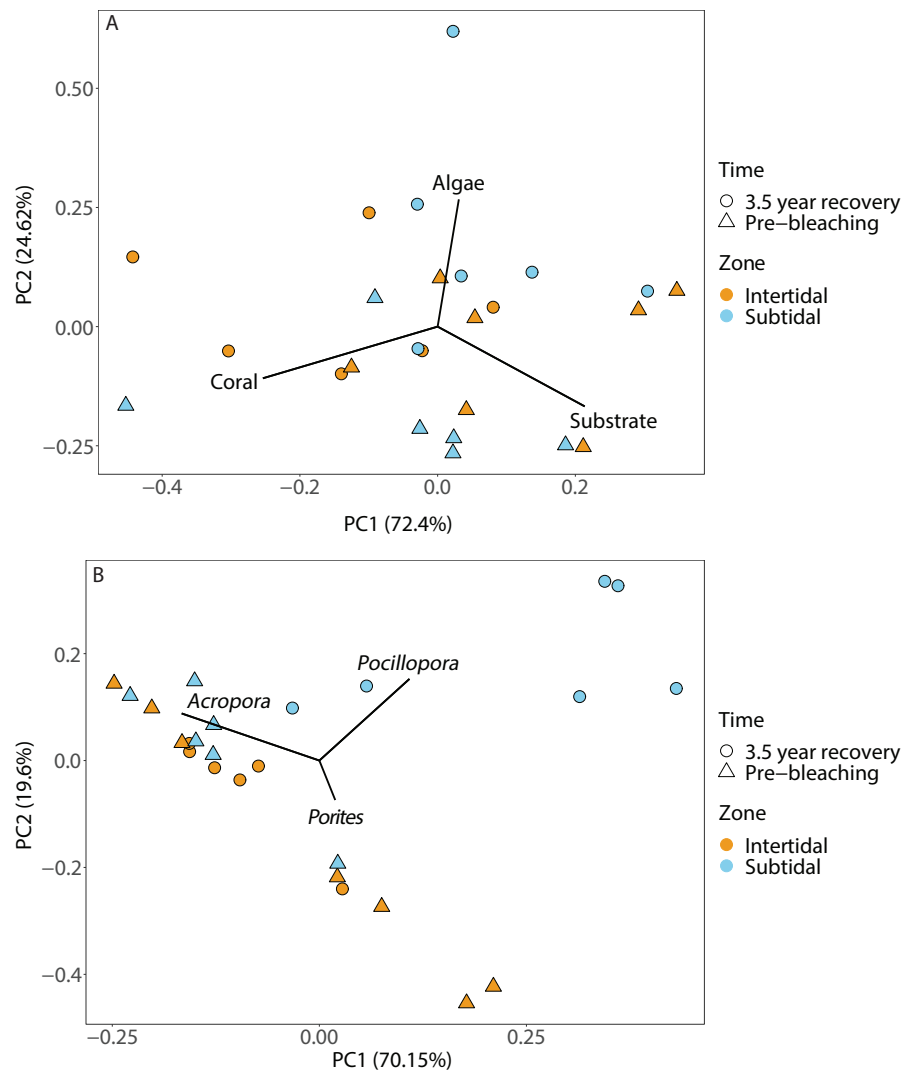 A
0.50
0.25
0.00
−0.25
PC2 (24.62%)
Algae
Coral
Substrate
−0.4
−0.2
0.0
0.2
PC1 (72.4%)
Time
3.5 year recovery
Pre−bleaching
Zone
Intertidal
Subtidal
B
0.2
0.0
−0.2
−0.4
PC2 (19.6%)
Pocillopora
Acropora
Porites
−0.25
0.00
0.25
PC1 (70.15%)
Time
3.5 year recovery
Pre−bleaching
Zone
Intertidal
Subtidal